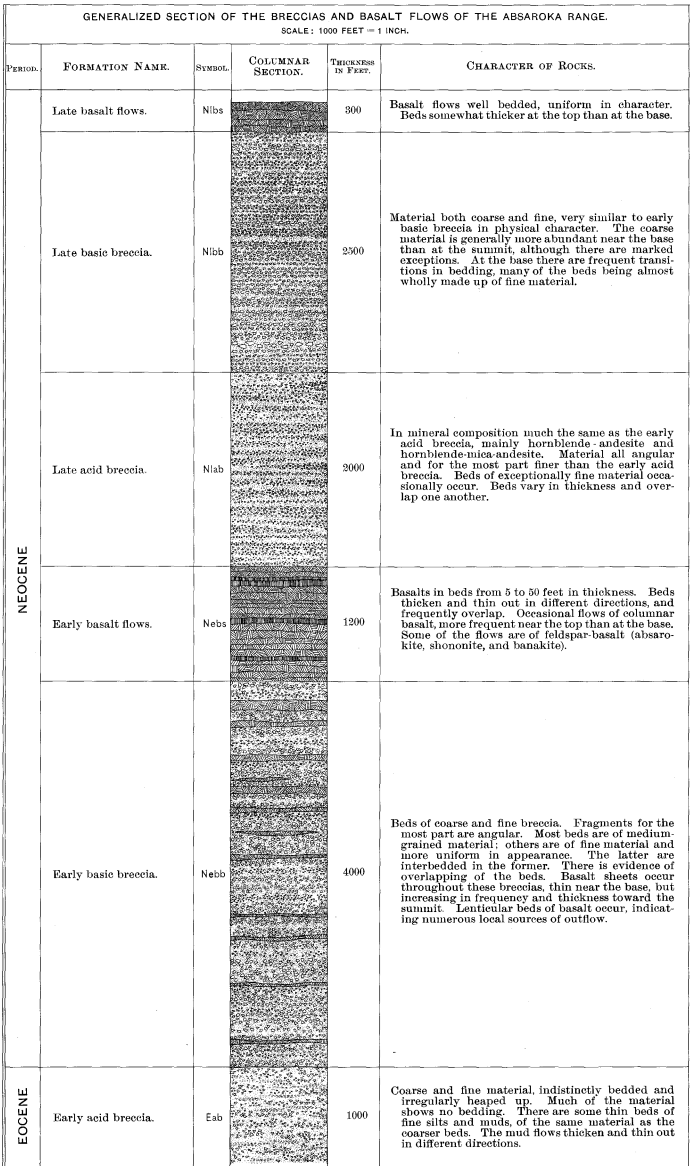 GENERALIZED SECTION OF THE BRECCIAS AND BASALT FLOWS OF THE ABSAROKA RANGE.
SCALE: 1000 FEET = 1 INCH.
PERIOD.
FORMATION NAME.
SYMBOL.
COLUMNAR
SECTION.
THICKNESS
IN FEET.
CHARACTER OF ROCKS.
NEOCENE
Late basalt flows.
Nlbs
300
Basalt flows well bedded, uniform in character.
Beds somewhat thicker at the top than at the base.
Late basic breccia.
Nlbb
2500
Material both coarse and fine, very similar to early
basic breccia in physical character. The coarse
material is generally more abundant near the base
than at the summit, although there are marked
exceptions. At the base there are frequent transi-
tions in bedding, many of the beds being almost
wholly made up of fine material.
Late acid breccia.
Nlab
2000
In mineral composition much the same as the early
acid breccia, mainly hornblende-andesite and
hornblende-mica-andesite. Material all angular
and for the most part finer than the early acid
breccia. Beds of exceptionally fine material occa-
sionally occur. Beds vary in thickness and over-
lap one another.
Early basalt flows.
Nebs
1200
Basalts in beds from 5 to 50 feet in thickness. Beds
thicken and thin out in different directions, and
frequently overlap. Occasional flows of columnar
basalt, more frequent near the top than at the base.
Some of the flows are of feldspar-basalt (absaro-
kite, shononite, and banakite).
Early basic breccia.
Nebb
4000
Beds of coarse and fine breccia. Fragments for the
most part are angular. Most beds are of medium-
grained material; others are of fine material and
more uniform in appearance. The latter are
interbedded in the former. There is evidence of
overlapping of the beds. Basalt sheets occur
throughout these breccias, thin near the base, but
increasing in frequency and thickness toward the
summit. Lenticular beds of basalt occur, indicat-
ing numerous local sources of outflow.
EOCENE
Early acid breccia.
Eab
1000
Coarse and fine material, indistinctly bedded and
irregularly heaped up. Much of the material
shows no bedding. There are some thin beds of
fine silts and muds, of the same material as the
coarser beds. The mud flows thicken and thin out
in different directions.